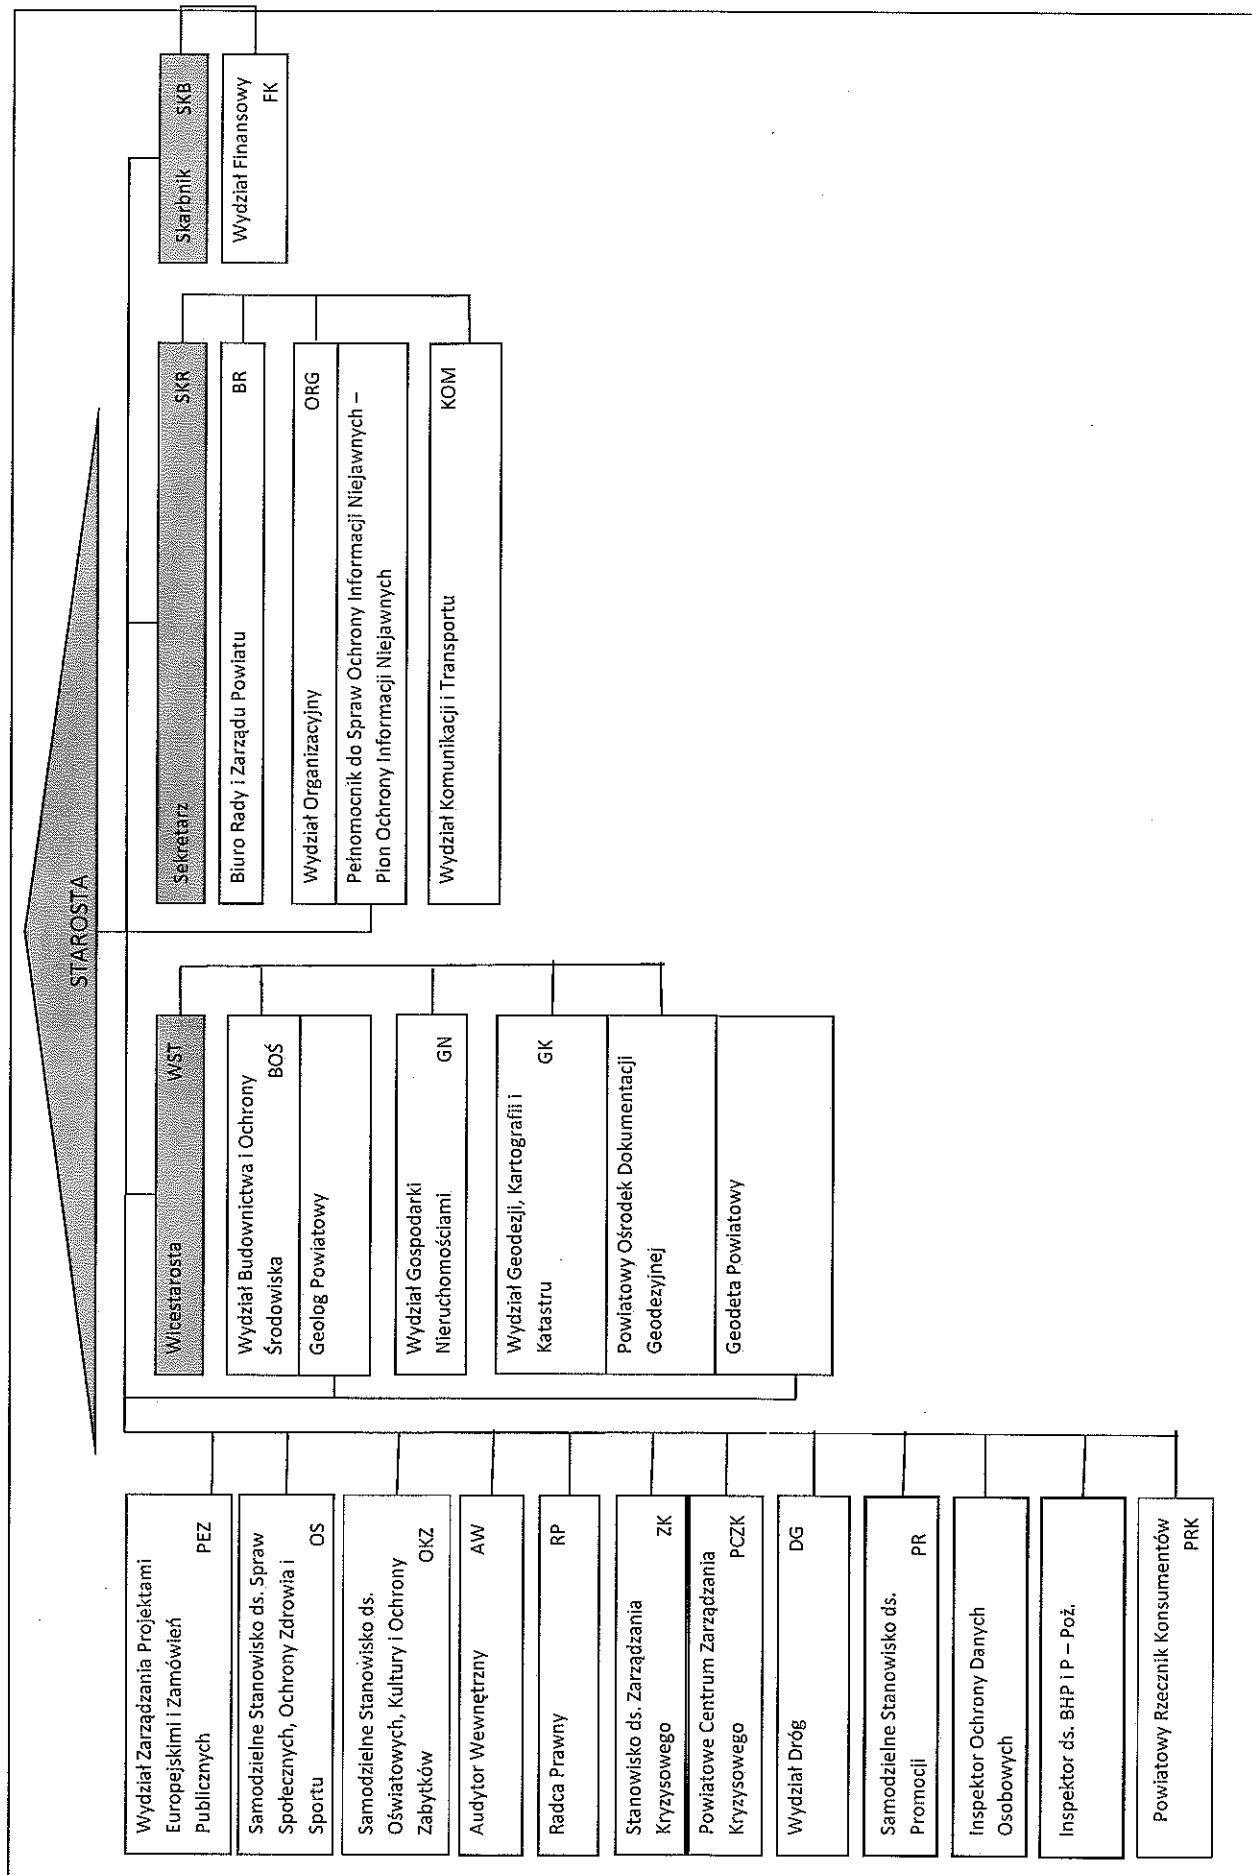 STAROSTA
Wydział Zarządzania Projektami
Europejskimi i Zamówień
Publicznych PEZ
Samodzielne Stanowisko ds. Spraw
Społecznych, Ochrony Zdrowia i
Sportu OS
Samodzielne Stanowisko ds.
Oświatowych, Kultury i Ochrony
Zabytków OKZ
Audytor Wewnętrzny AW
Radca Prawny RP
Stanowisko ds. Zarządzania
Kryzysowego ZK
Powiatowe Centrum Zarządzania
Kryzysowego PCZK
Wydział Dróg DG
Samodzielne Stanowisko ds.
Promocji PR
Inspektor Ochrony Danych
Osobowych
Inspektor ds. BHP i P – Poż.
Powiatowy Rzecznik Konsumentów
PRK
Wicestarosta WST
Wydział Budownictwa i Ochrony
Środowiska BOŚ
Geolog Powiatowy
Wydział Gospodarki
Nieruchomościami GN
Wydział Geodezji, Kartografii i
Katastru GK
Powiatowy Ośrodek Dokumentacji
Geodezyjnej
Geodeta Powiatowy
Sekretarz SKR
Biuro Rady i Zarządu Powiatu BR
Wydział Organizacyjny ORG
Pełnomocnik do Spraw Ochrony Informacji Niejawnych –
Pion Ochrony Informacji Niejawnych
Wydział Komunikacji i Transportu KOM
Skarbnik SKB
Wydział Finansowy
FK